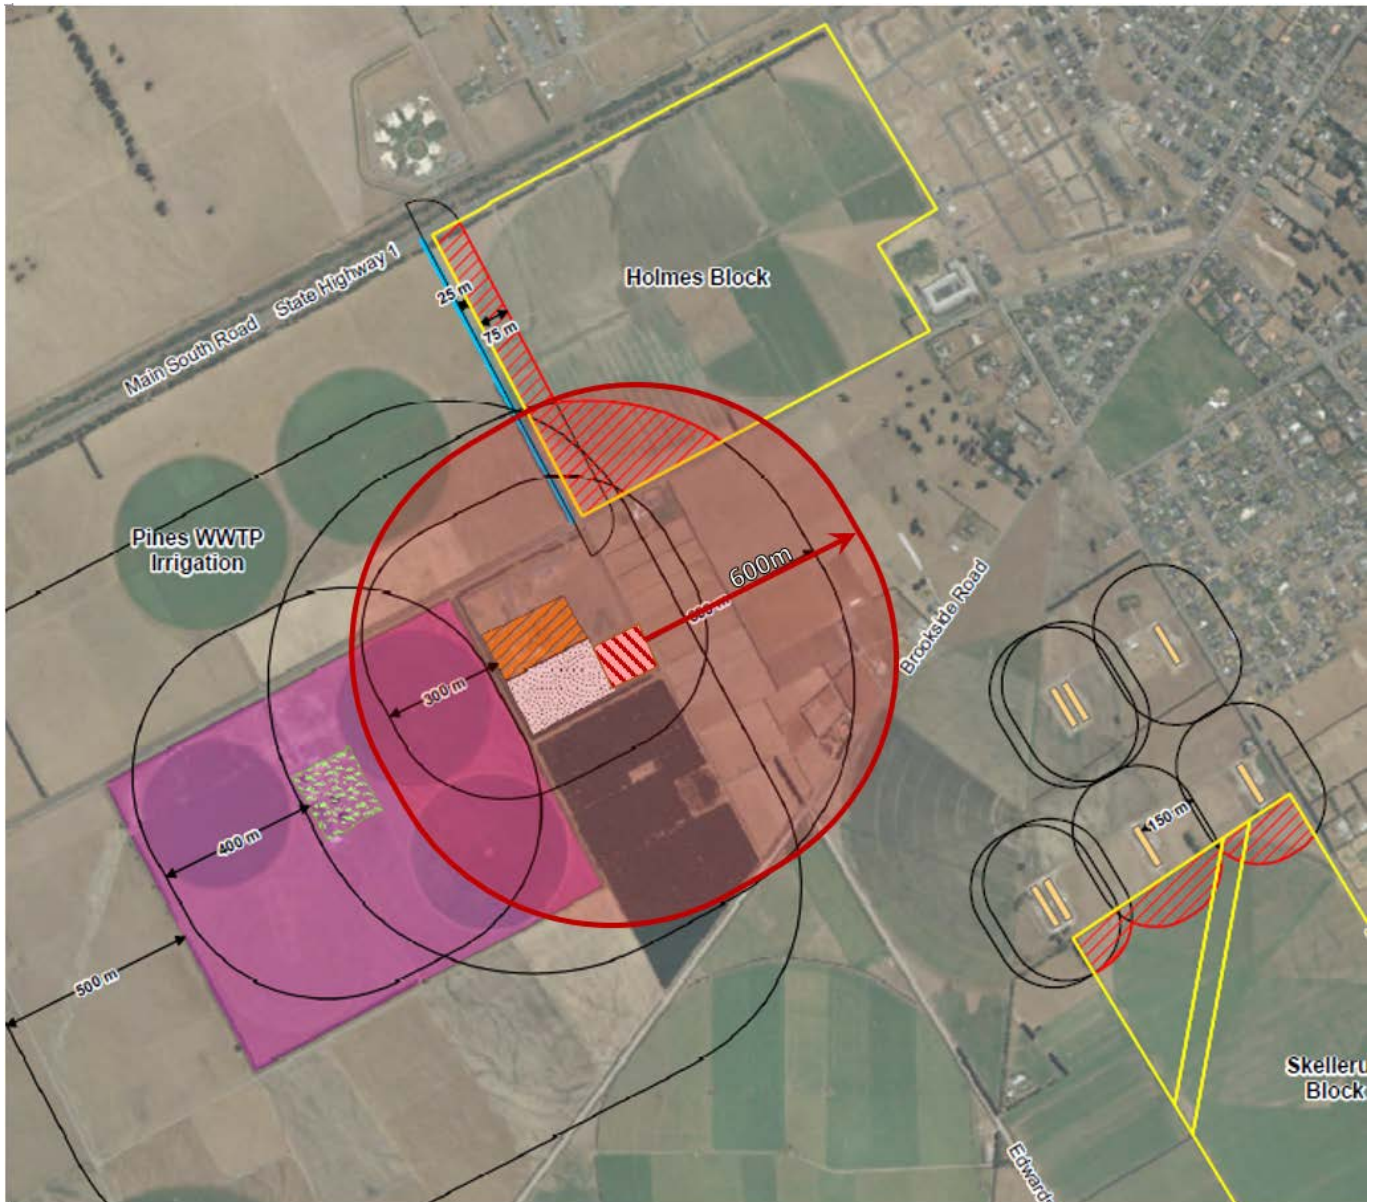 Main South Road State Highway 1
25 m
75 m
Holmes Block
Pines WWTP
Irrigation
600m
300 m
400 m
500 m
Brookside Road
150 m
Block
Edward